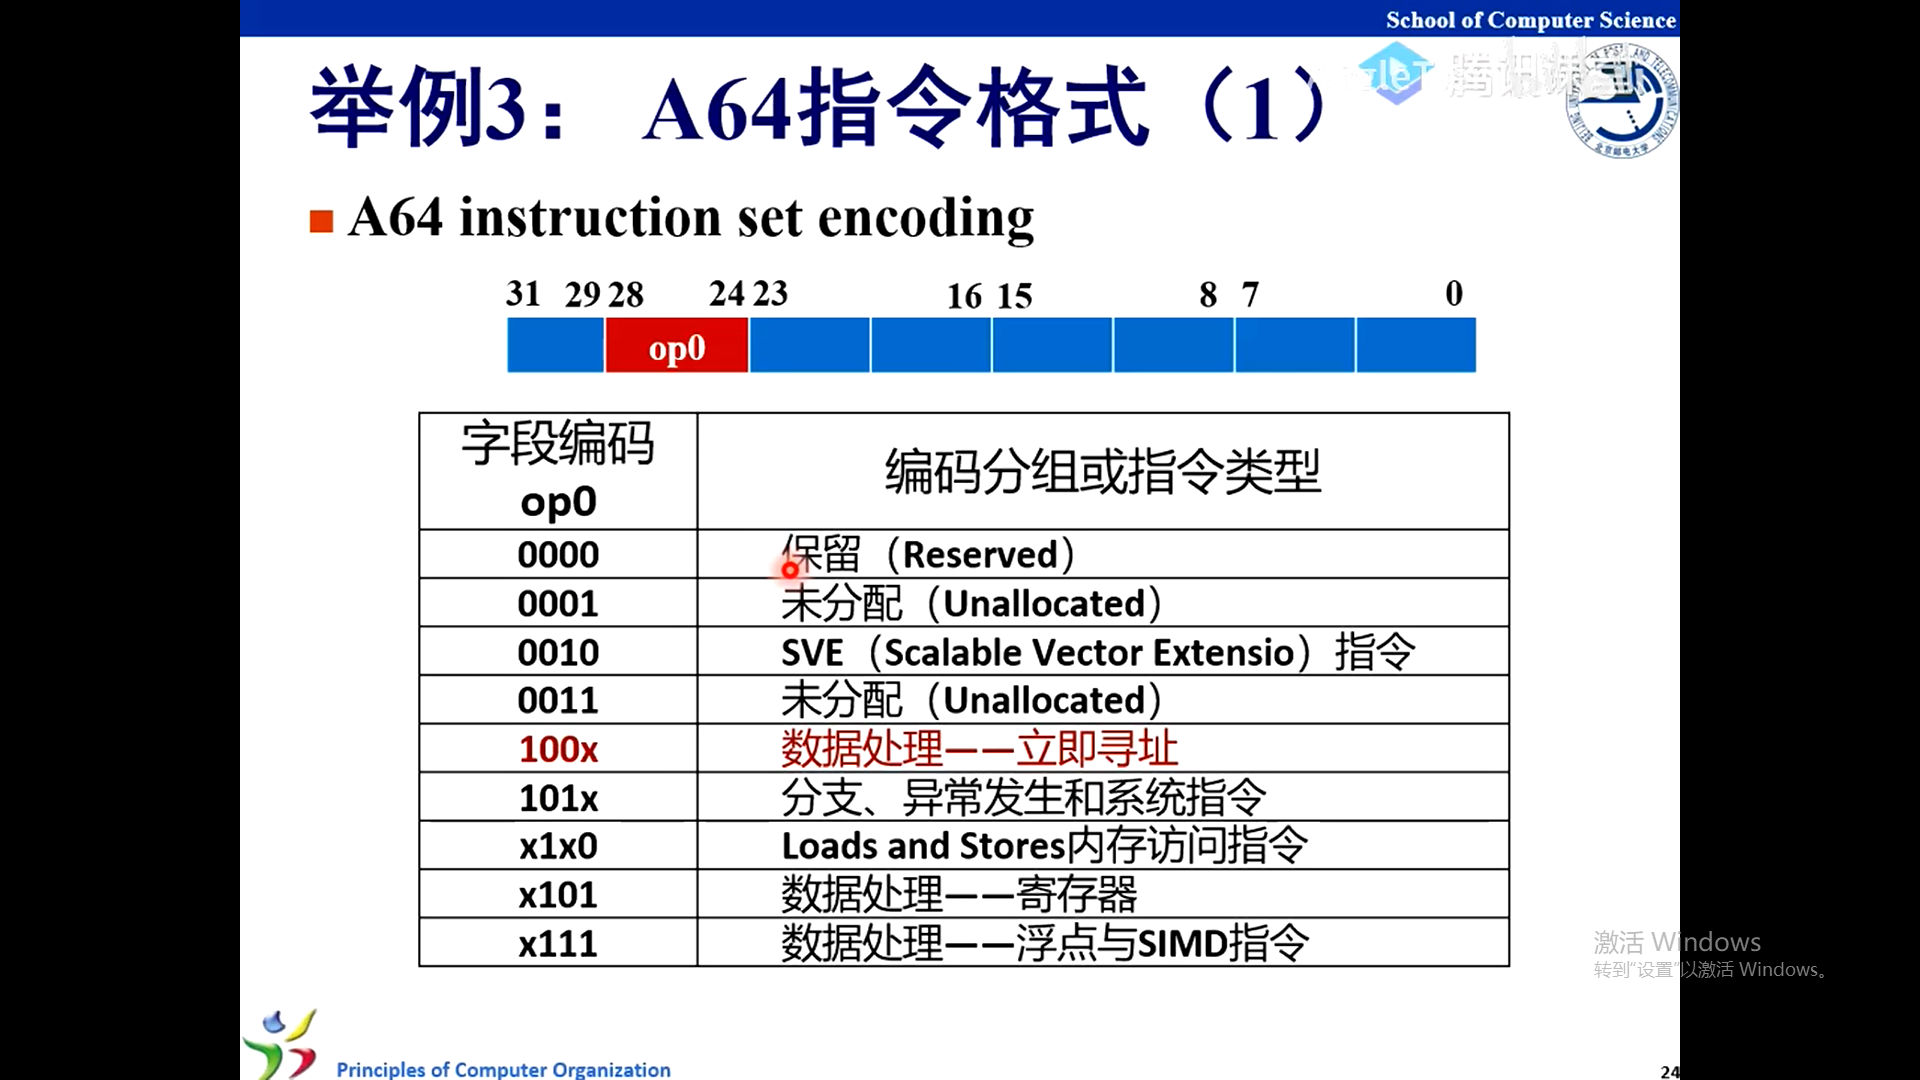 School of Computer Science
举例3： A64指令格式（1）
腾讯课堂
北京邮电大学
A64 instruction set encoding
31 29 28 24 23 16 15 8 7 0
op0
字段编码 op0 编码分组或指令类型
0000 保留（Reserved）
0001 未分配（Unallocated）
0010 SVE（Scalable Vector Extensio）指令
0011 未分配（Unallocated）
100x 数据处理——立即寻址
101x 分支、异常发生和系统指令
x1x0 Loads and Stores内存访问指令
x101 数据处理——寄存器
x111 数据处理——浮点与SIMD指令
激活 Windows
转到“设置”以激活 Windows。
Principles of Computer Organization
24